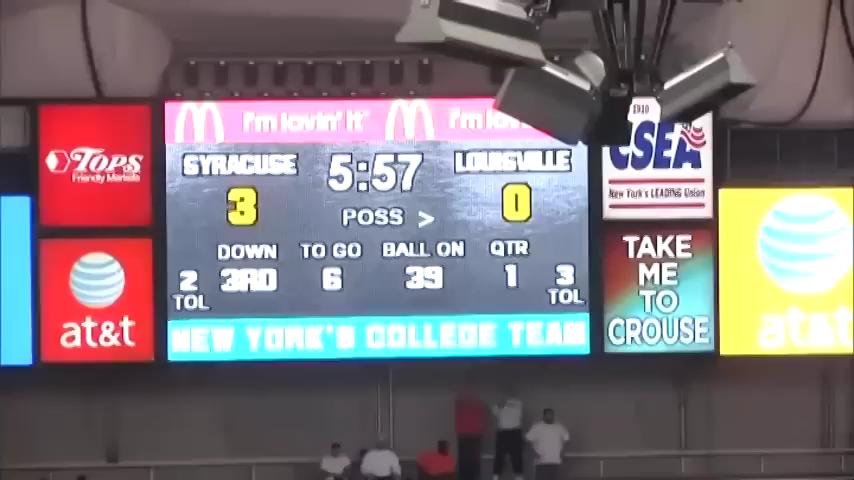 i'm lovin' it
i'm lov
TOPS
Friendly Markets
SYRACUSE 5:57 LOUISVILLE
3 0
POSS >
DOWN TO GO BALL ON QTR
2 3RD 6 39 1 3
TOL TOL
NEW YORK'S COLLEGE TEAM
at&t
CSEA
New York's LEADING Union
TAKE
ME
TO
CROUSE
at&t